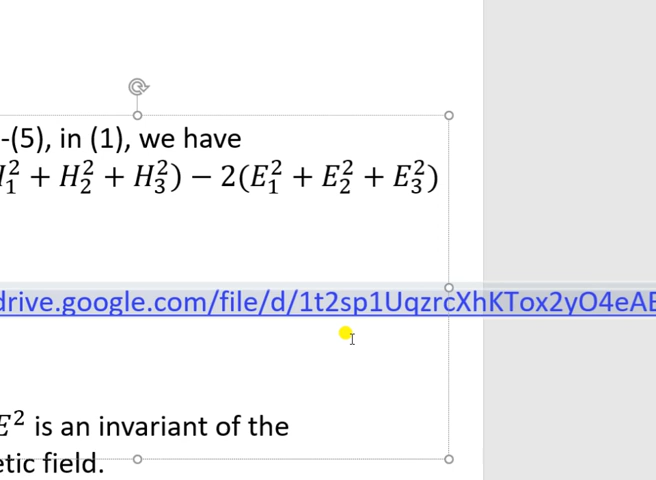 -(5), in (1), we have
H₁² + H₂² + H₃²) − 2(E₁² + E₂² + E₃²)
drive.google.com/file/d/1t2sp1UqzrcXhKTox2yO4eAE
E² is an invariant of the
etic field.